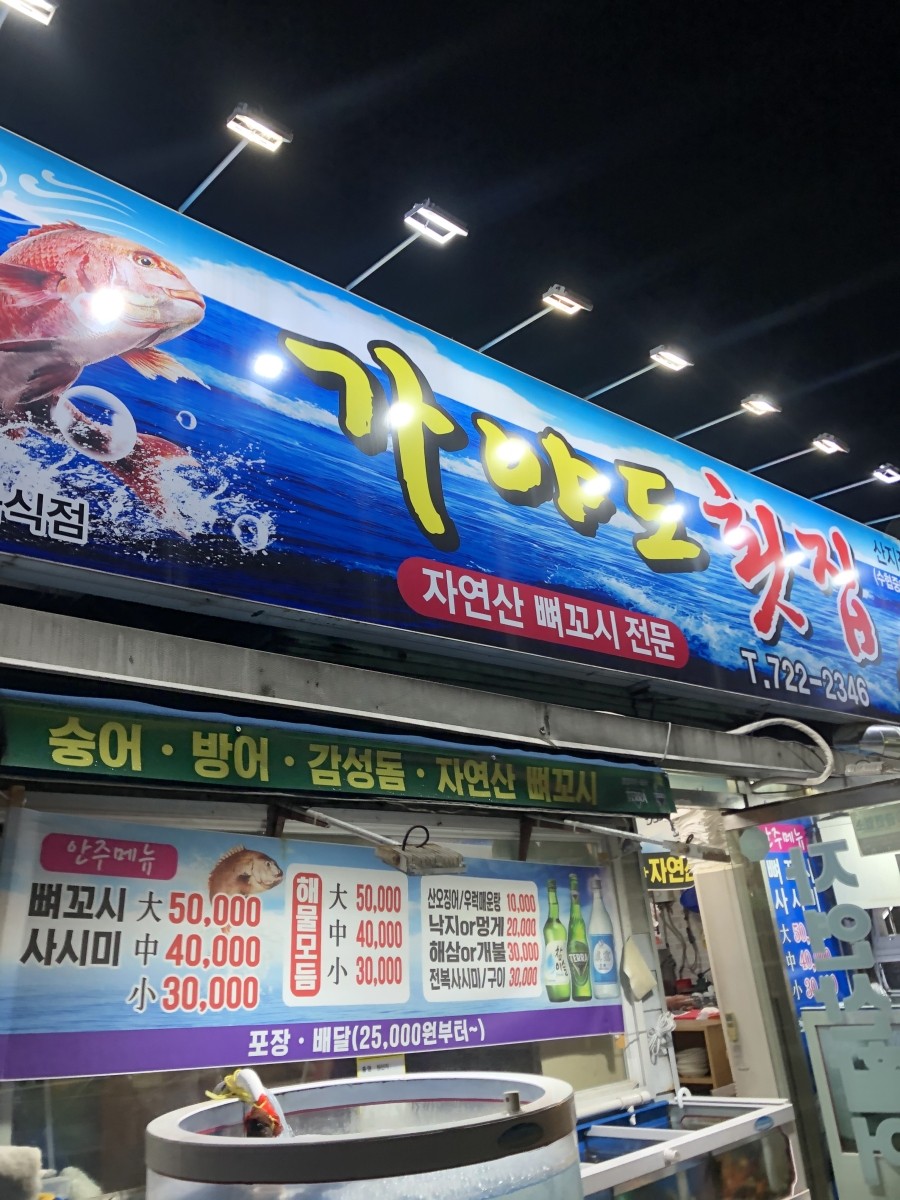 식점
가야도 횟집
자연산 뼈꼬시 전문
T.722-2346
숭어 · 방어 · 감성돔 · 자연산 뼈꼬시
안주메뉴
뼈꼬시 大 50,000
사시미 中 40,000
小 30,000
해물모듬
大 50,000
中 40,000
小 30,000
산오징어/우럭매운탕 10,000
낙지or멍게 20,000
해삼or개불 30,000
전복사시미/구이 30,000
TERRA
포장 · 배달(25,000원부터~)
자연